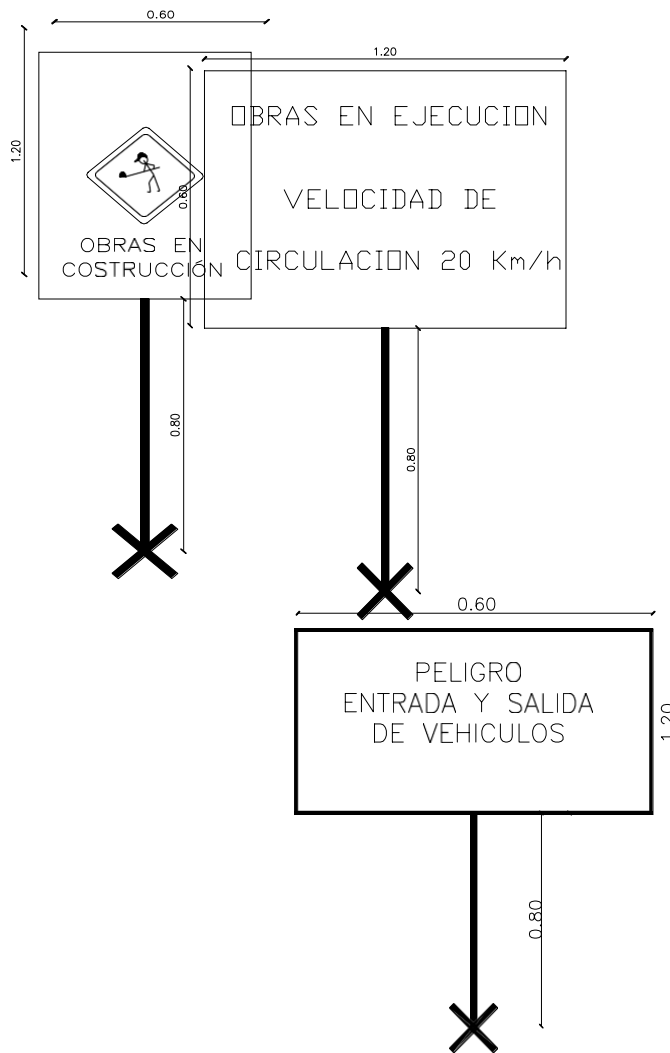 0.60
1.20
OBRAS EN
COSTRUCCIÓN
0.80
1.20
0.60
OBRAS EN EJECUCION
VELOCIDAD DE
CIRCULACION 20 Km/h
0.80
0.60
PELIGRO
ENTRADA Y SALIDA
DE VEHICULOS
1.20
0.80